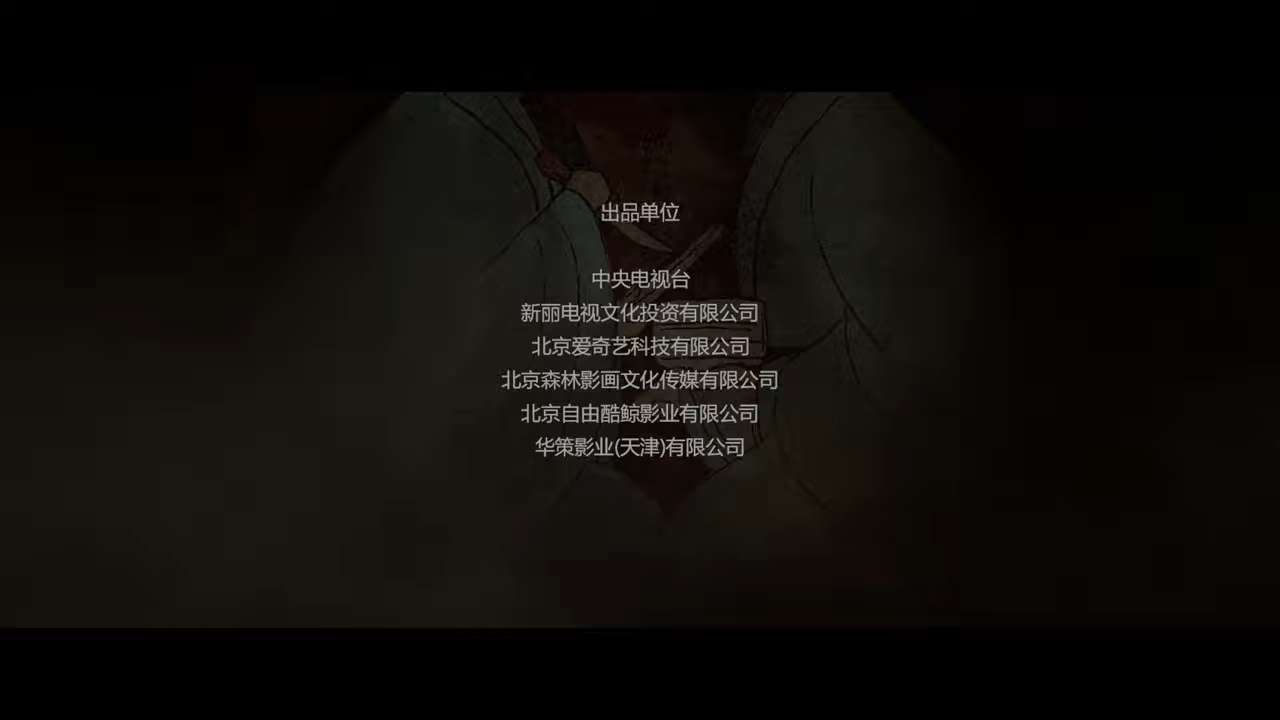 出品单位
中央电视台
新丽电视文化投资有限公司
北京爱奇艺科技有限公司
北京森林影画文化传媒有限公司
北京自由酷鲸影业有限公司
华策影业(天津)有限公司